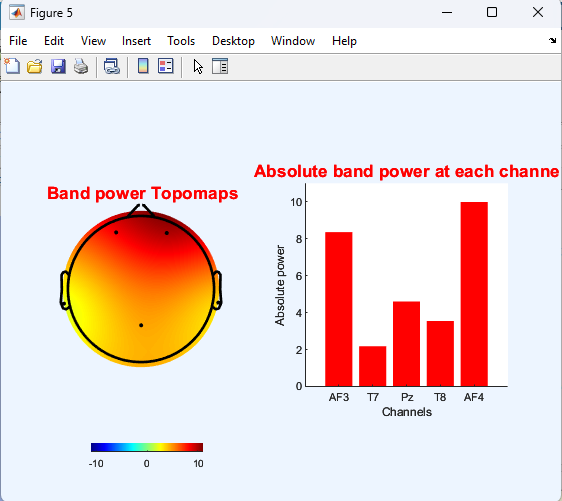 Figure 5
File Edit View Insert Tools Desktop Window Help
Band power Topomaps
-10 0 10
Absolute band power at each channe
10
8
6
4
2
0
Absolute power
AF3 T7 Pz T8 AF4
Channels